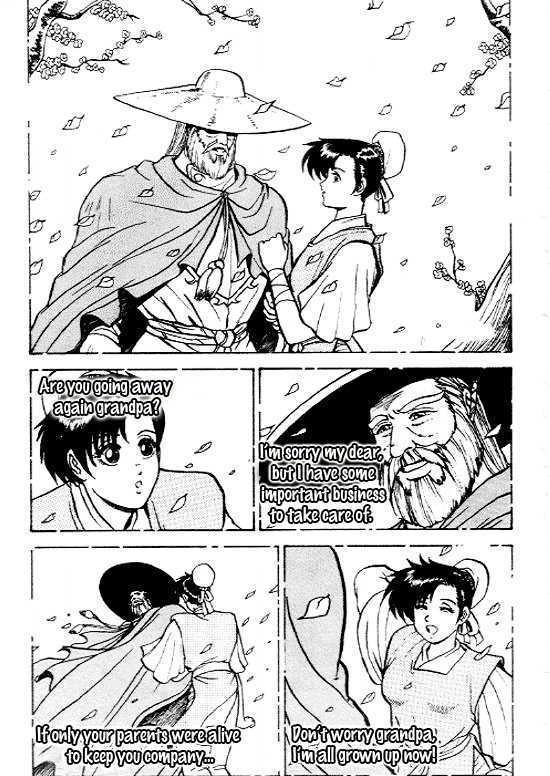 Are you going away
again grandpa?
I'm sorry my dear,
but I have some
important business
to take care of.
If only your parents were alive
to keep you company...
Don't worry grandpa,
I'm all grown up now!